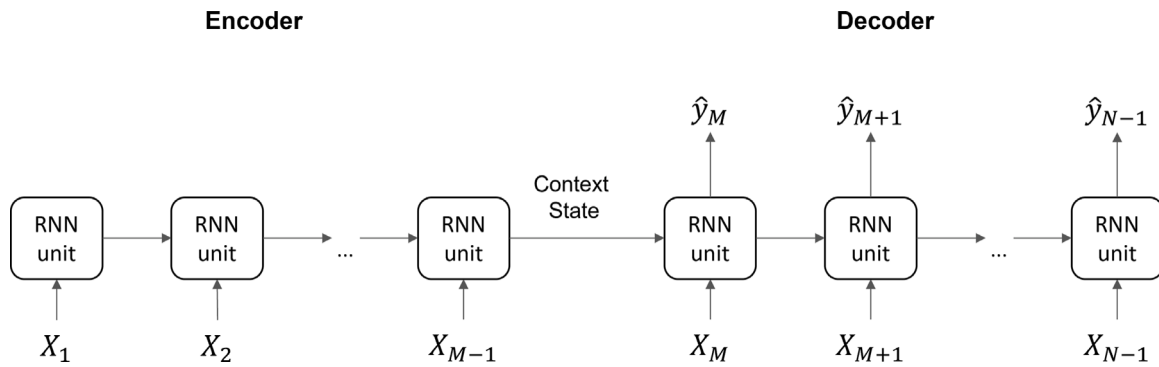 Encoder
Decoder
ŷ_M
ŷ_{M+1}
ŷ_{N−1}
Context
State
RNN
unit
RNN
unit
...
RNN
unit
RNN
unit
RNN
unit
...
RNN
unit
X_1
X_2
X_{M−1}
X_M
X_{M+1}
X_{N−1}